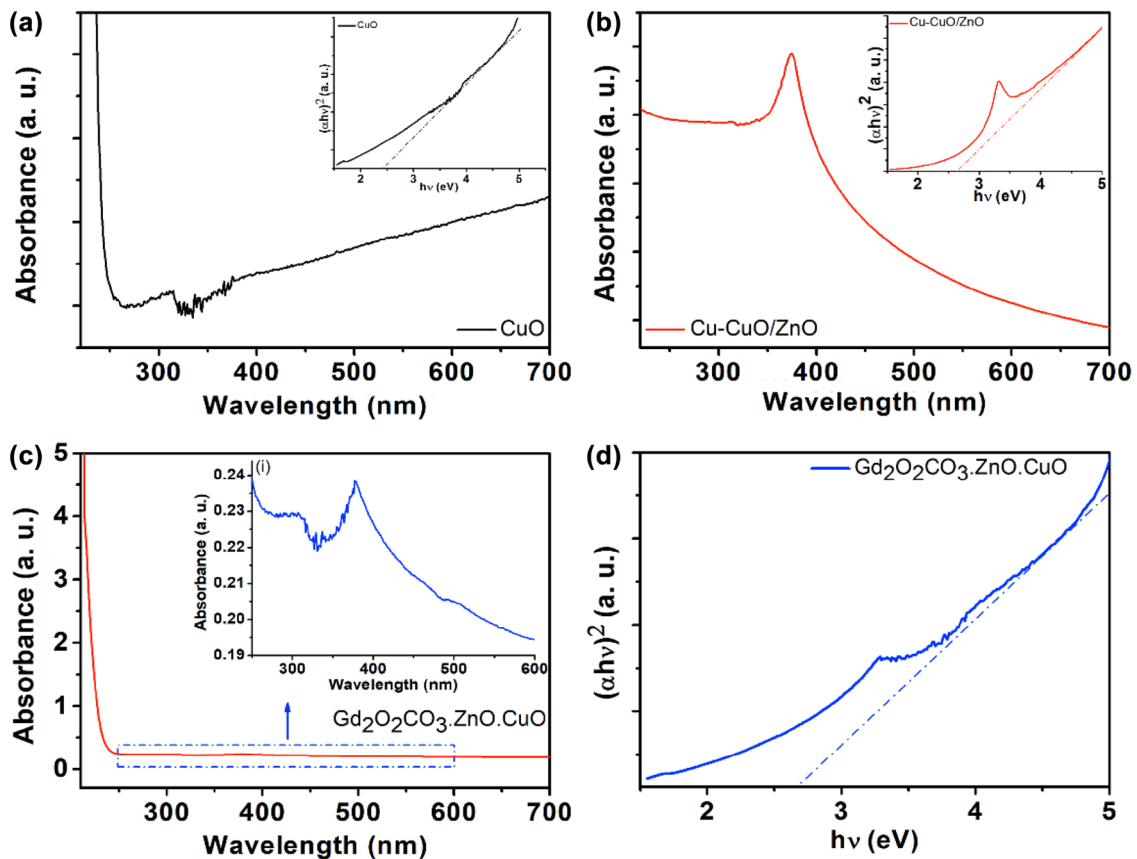 (a)
Absorbance (a. u.)
CuO
300 400 500 600 700
Wavelength (nm)
CuO
(αhν)² (a. u.)
2 3 4 5
hν (eV)
(b)
Absorbance (a. u.)
Cu-CuO/ZnO
300 400 500 600 700
Wavelength (nm)
Cu-CuO/ZnO
(αhν)² (a. u.)
2 3 4 5
hν (eV)
(c)
Absorbance (a. u.)
5
4
3
2
1
0
300 400 500 600 700
Wavelength (nm)
Gd₂O₂CO₃.ZnO.CuO
(i)
Absorbance (a. u.)
0.24
0.23
0.22
0.21
0.20
0.19
300 400 500 600
Wavelength (nm)
(d)
Gd₂O₂CO₃.ZnO.CuO
(αhν)² (a. u.)
2 3 4 5
hν (eV)